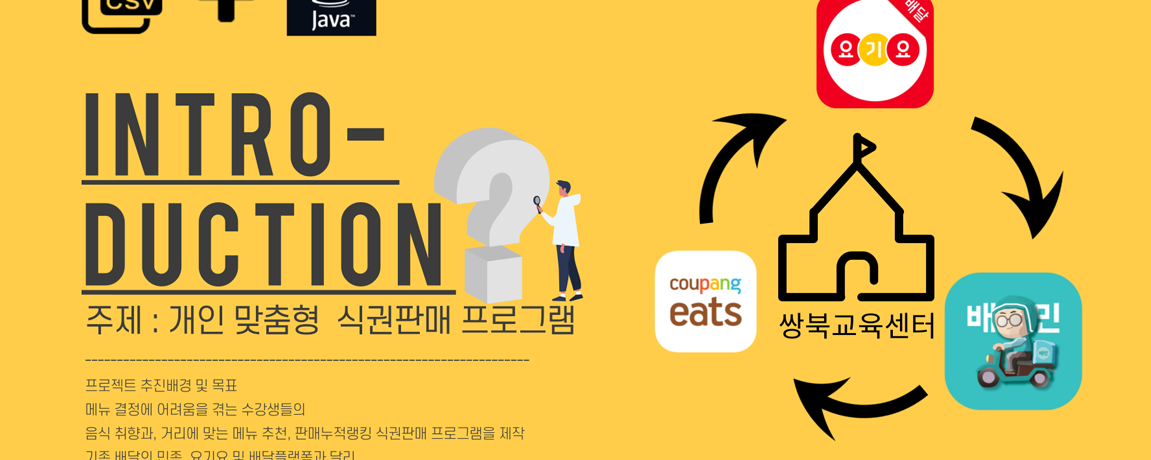 CSV
Java™
INTRO-
DUCTION
주제 : 개인 맞춤형 식권판매 프로그램
프로젝트 추진배경 및 목표
메뉴 결정에 어려움을 겪는 수강생들의
음식 취향과, 거리에 맞는 메뉴 추천, 판매누적랭킹 식권판매 프로그램을 제작
기존 배달의 민족, 요기요 및 배달플랫폼과 달리
배달
요기요
coupang
eats
쌍북교육센터
배민